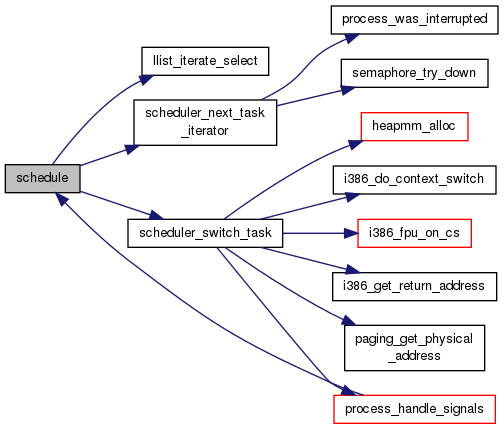 schedule
llist_iterate_select
scheduler_next_task
_iterator
scheduler_switch_task
process_was_interrupted
semaphore_try_down
heapmm_alloc
i386_do_context_switch
i386_fpu_on_cs
i386_get_return_address
paging_get_physical
_address
process_handle_signals